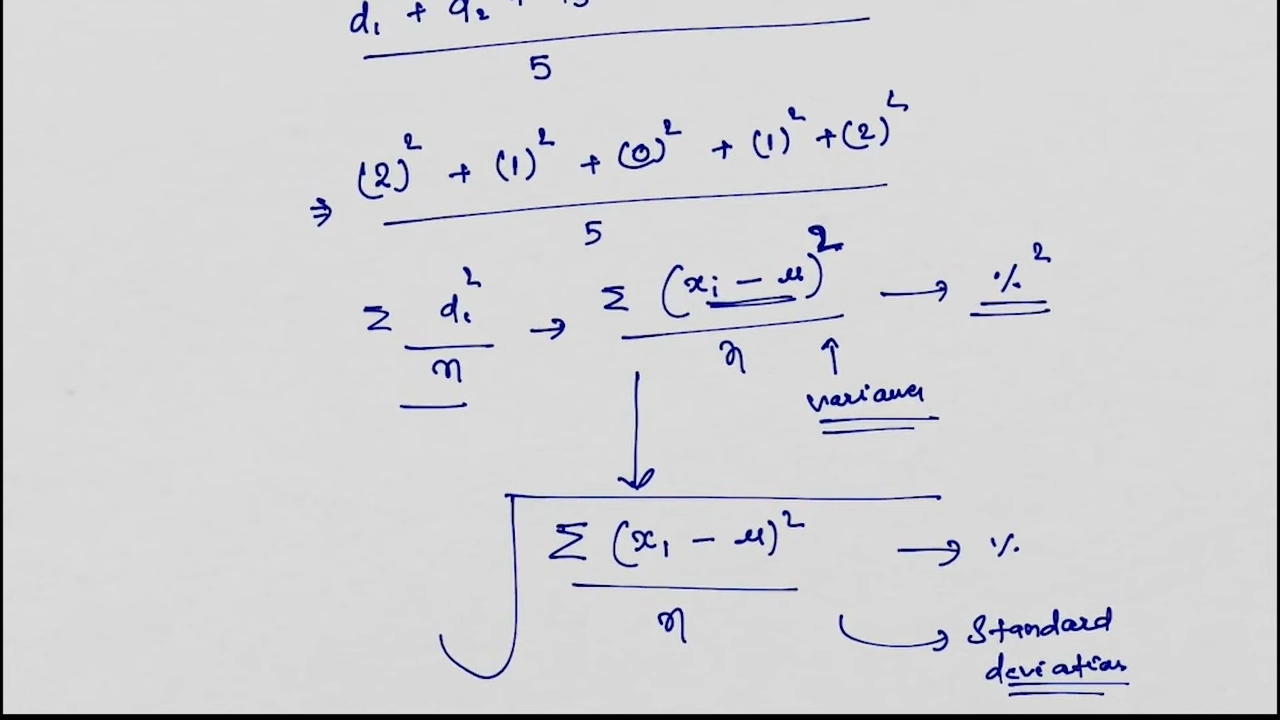 d₁ + d₂ +
5
⇒ (2)² + (1)² + (0)² + (1)² + (2)²
5
Σ dᵢ² / n → Σ (xᵢ - μ)² / n → %²
↑
variance
√ Σ (x₁ - μ)² / n → %
Standard
deviation